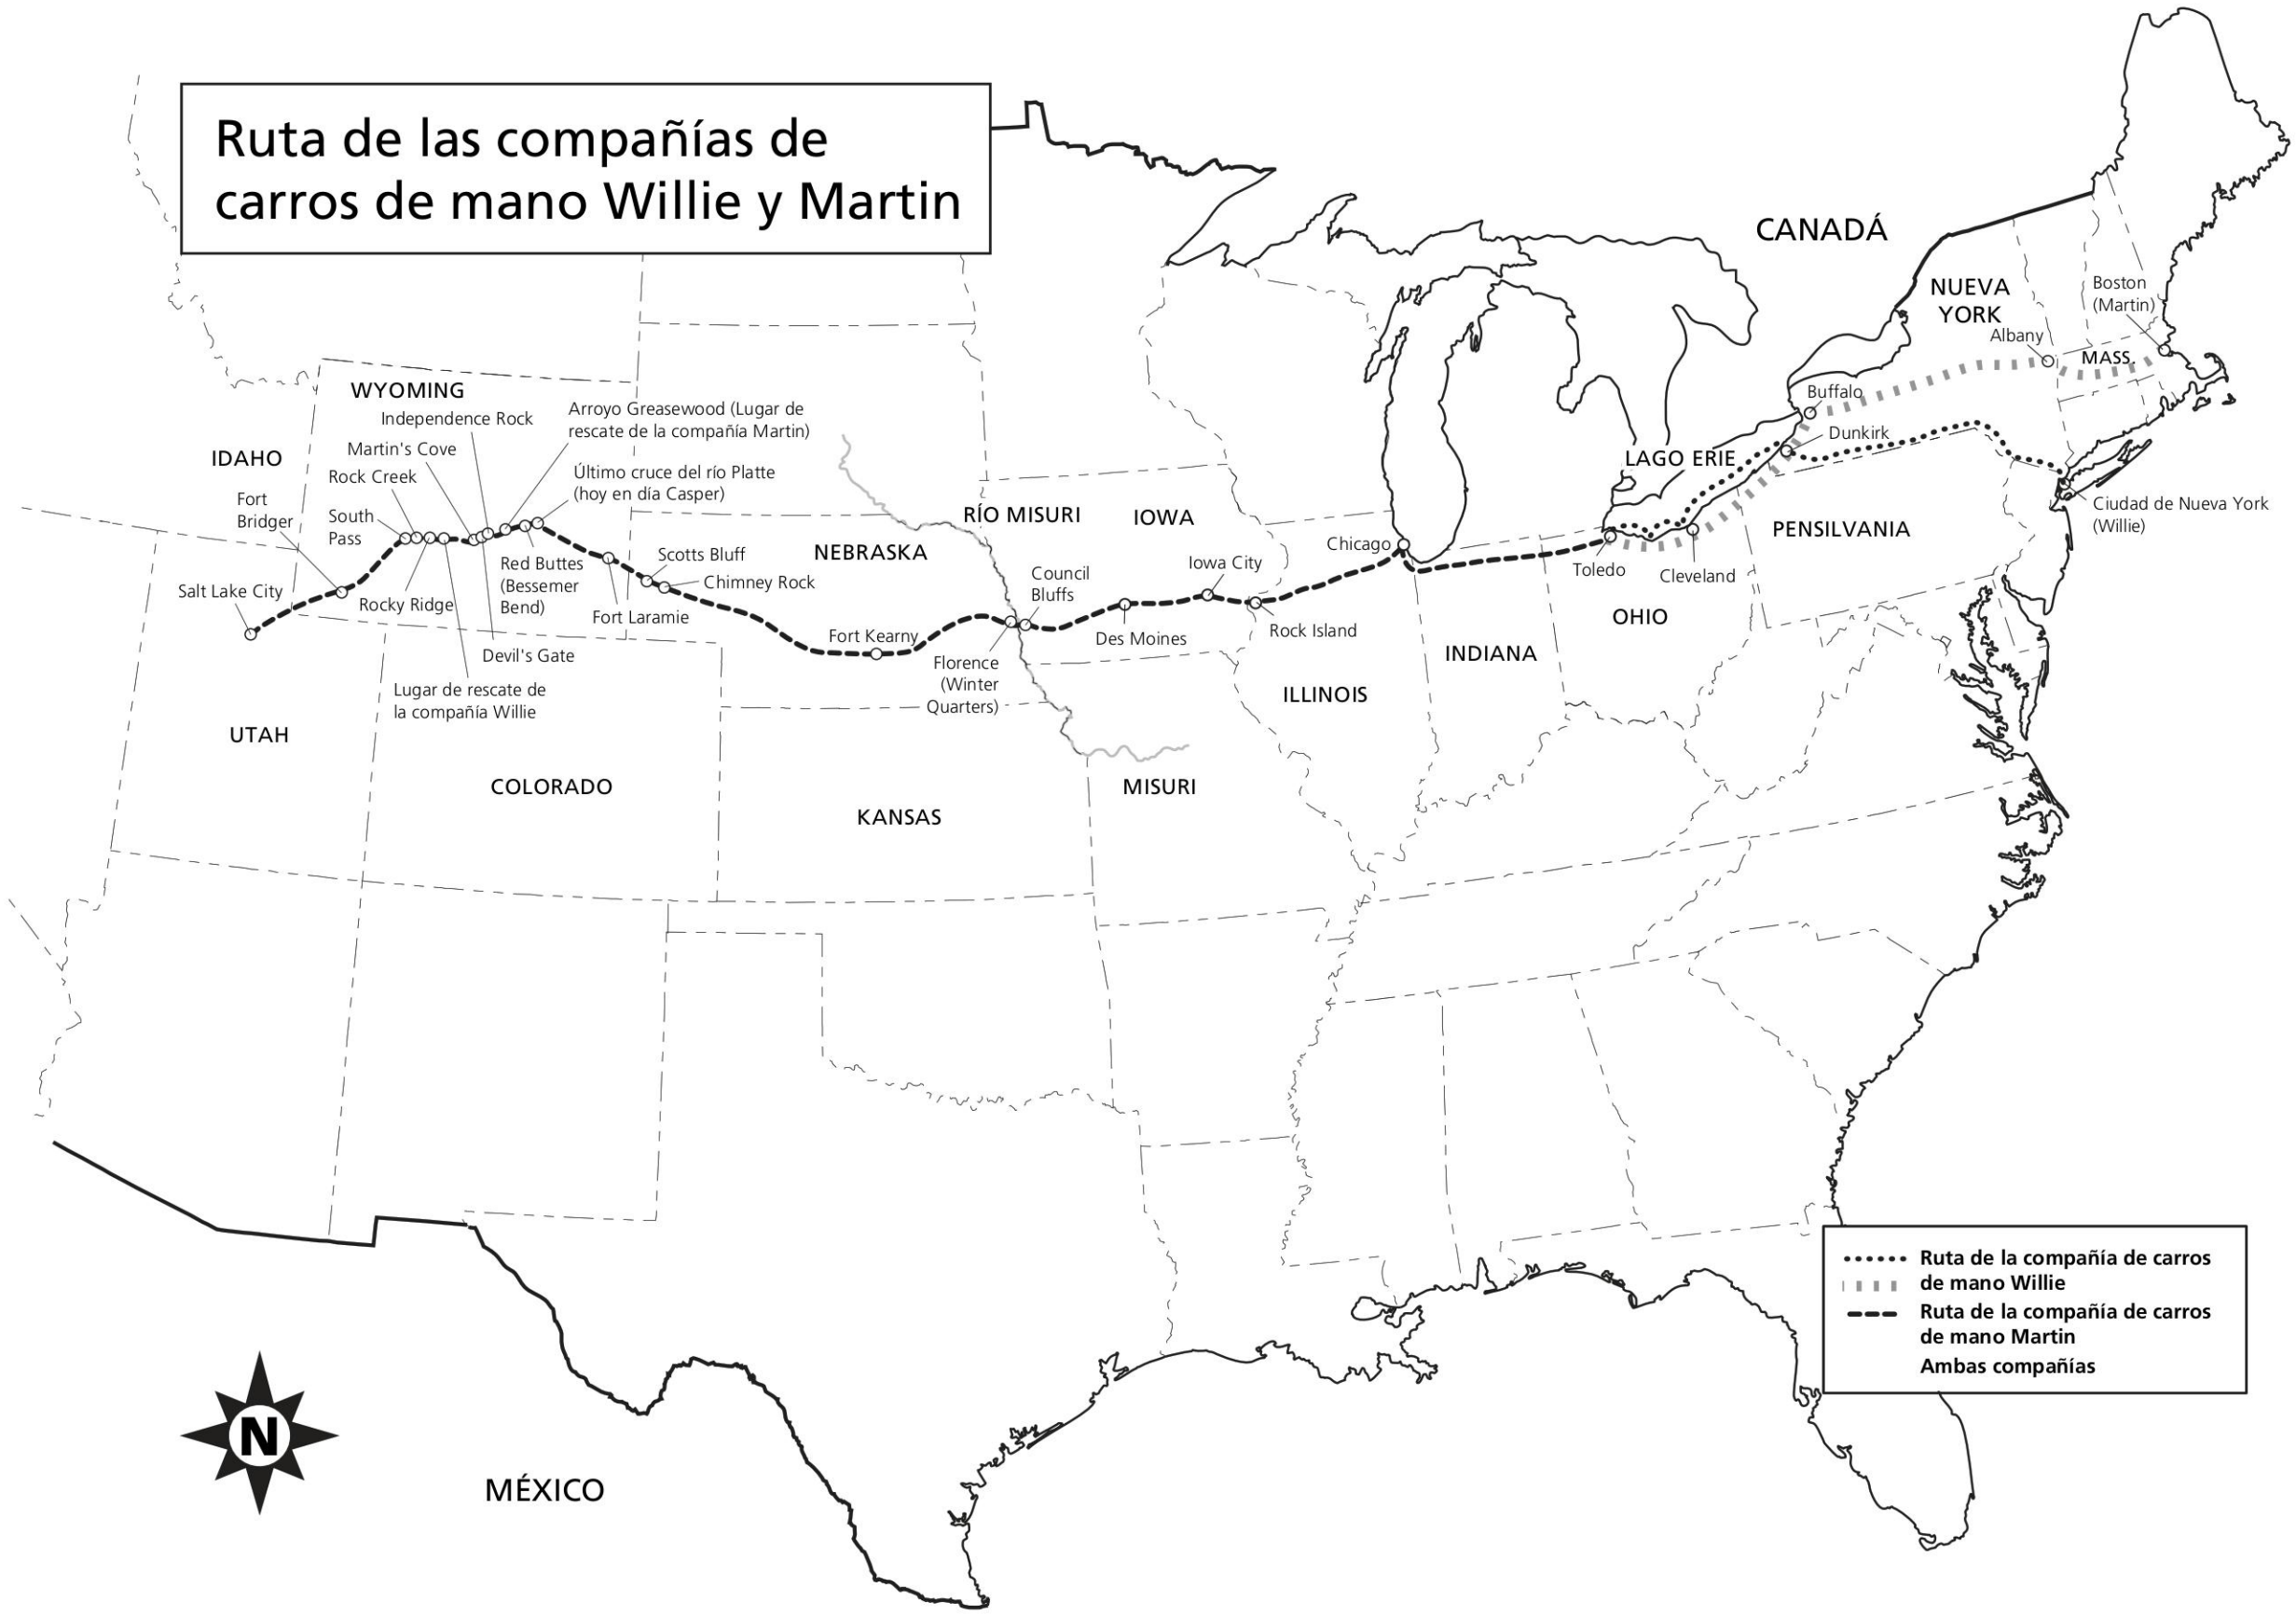 Ruta de las compañías de
carros de mano Willie y Martin
CANADÁ
NUEVA
YORK
Boston
(Martin)
Albany
MASS.
Buffalo
Dunkirk
LAGO ERIE
Ciudad de Nueva York
(Willie)
PENSILVANIA
Toledo
Cleveland
OHIO
INDIANA
Chicago
ILLINOIS
Rock Island
Iowa City
IOWA
Des Moines
RÍO MISURI
Council
Bluffs
Florence
(Winter
Quarters)
NEBRASKA
Fort Kearny
Chimney Rock
Scotts Bluff
Fort Laramie
WYOMING
Independence Rock
Arroyo Greasewood (Lugar de
rescate de la compañía Martin)
Martin's Cove
Último cruce del río Platte
(hoy en día Casper)
Rock Creek
IDAHO
Fort
Bridger
South
Pass
Red Buttes
(Bessemer
Bend)
Salt Lake City
Rocky Ridge
Devil's Gate
Lugar de rescate de
la compañía Willie
UTAH
COLORADO
KANSAS
MISURI
MÉXICO
N
Ruta de la compañía de carros
de mano Willie
Ruta de la compañía de carros
de mano Martin
Ambas compañías